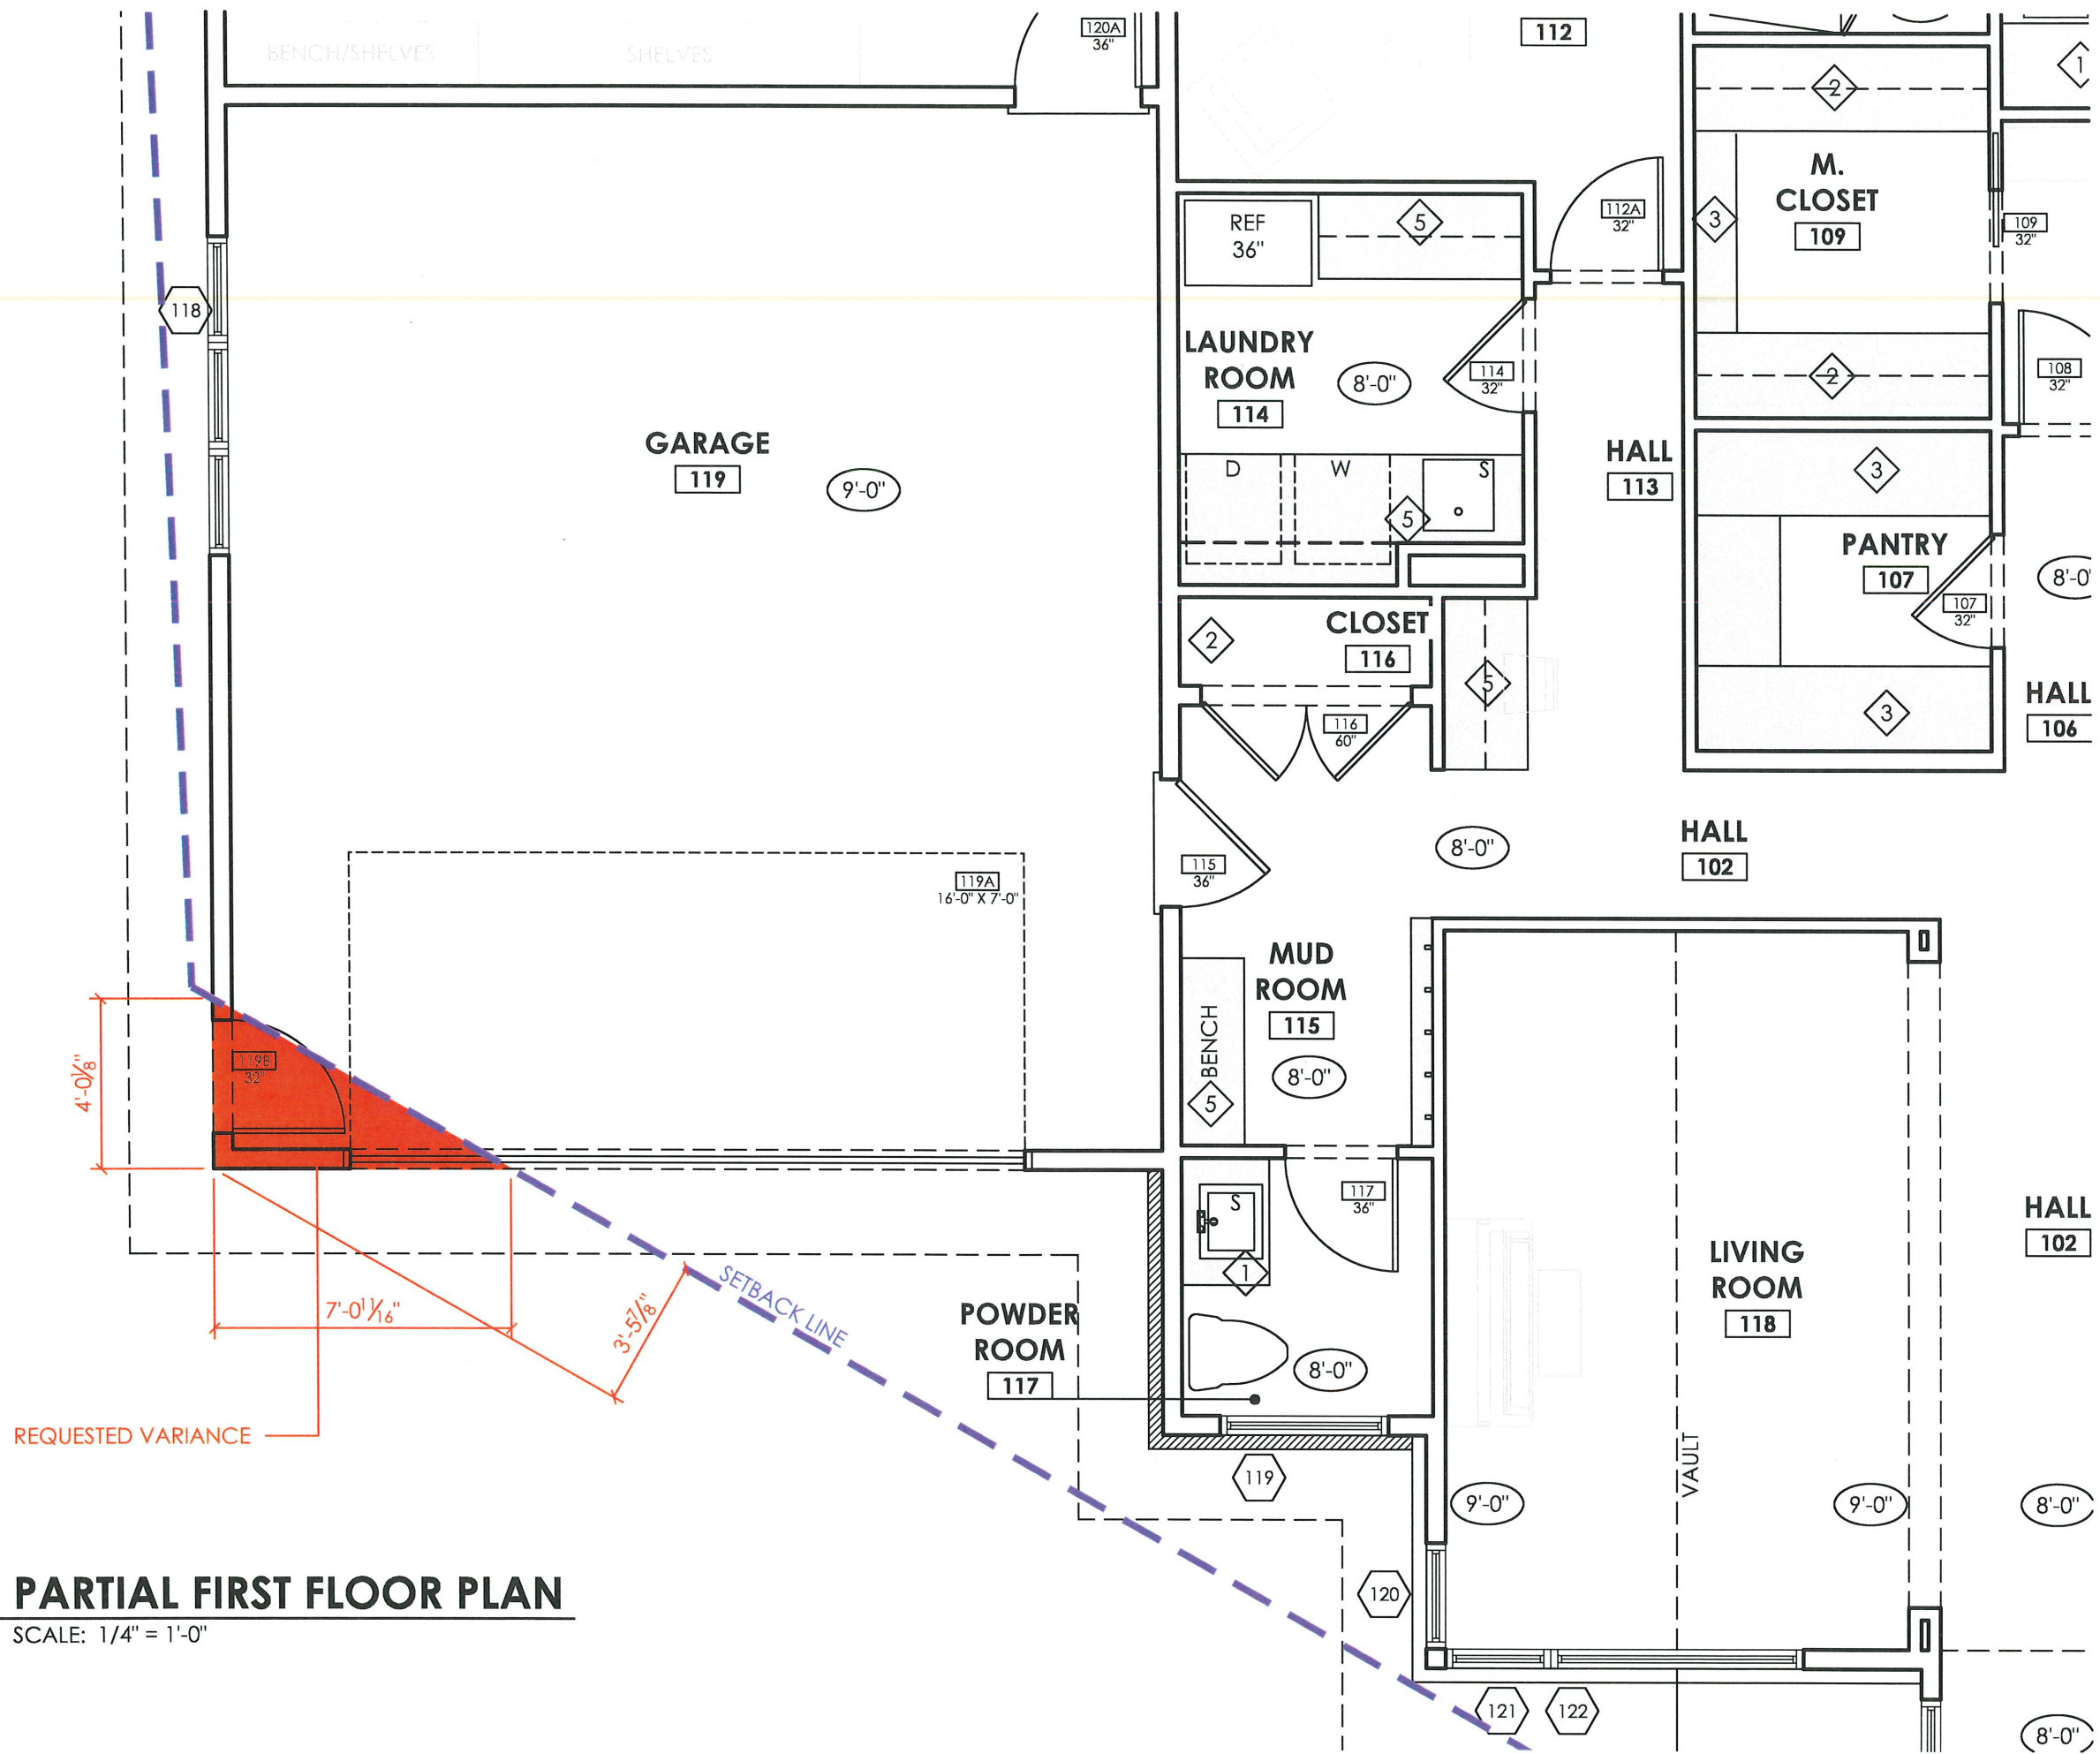 BENCH/SHELVES
SHELVES
120A
36"
112
2
1
M.
CLOSET
109
3
109
32"
112A
32"
REF
36"
5
118
LAUNDRY
ROOM
114
8'-0"
114
32"
2
108
32"
GARAGE
119
9'-0"
HALL
113
D
W
S
5
3
PANTRY
107
107
32"
8'-0"
CLOSET
116
2
5
116
60"
3
HALL
106
HALL
102
8'-0"
115
36"
119A
16'-0" X 7'-0"
MUD
ROOM
115
BENCH
5
8'-0"
4'-0⅛"
119B
32"
117
36"
S
1
HALL
102
LIVING
ROOM
118
SETBACK LINE
7'-0 11/16"
3'-5⅞"
POWDER
ROOM
117
8'-0"
REQUESTED VARIANCE
119
VAULT
9'-0"
9'-0"
8'-0"
120
121
122
8'-0"
PARTIAL FIRST FLOOR PLAN
SCALE: 1/4" = 1'-0"